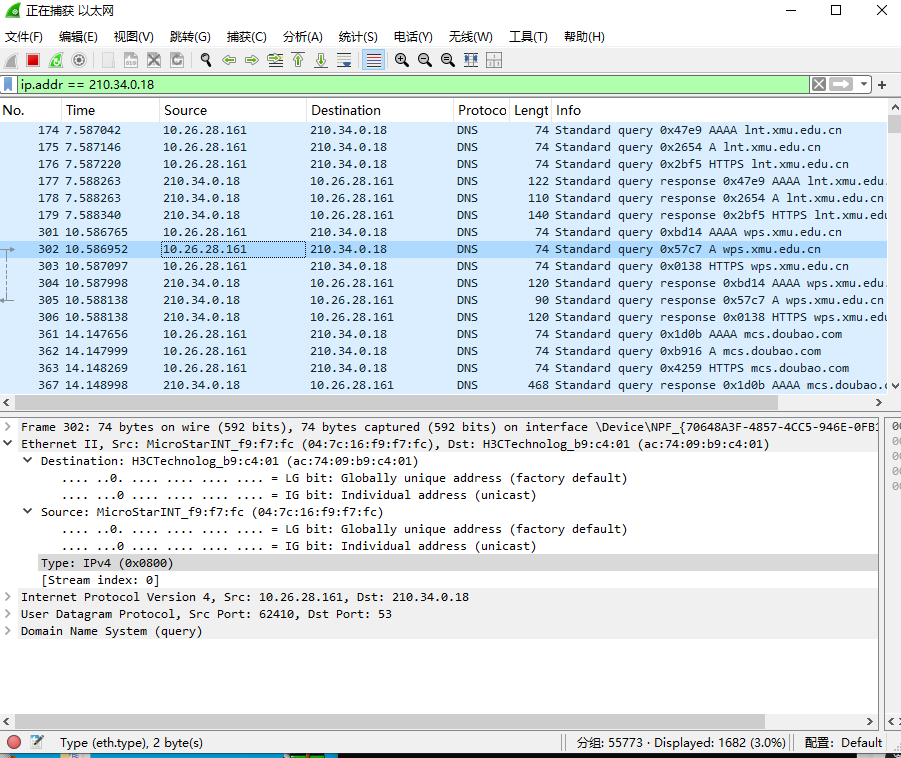 正在捕获 以太网
文件(F) 编辑(E) 视图(V) 跳转(G) 捕获(C) 分析(A) 统计(S) 电话(Y) 无线(W) 工具(T) 帮助(H)
ip.addr == 210.34.0.18
No. Time Source Destination Protoco Lengt Info
174 7.587042 10.26.28.161 210.34.0.18 DNS 74 Standard query 0x47e9 AAAA lnt.xmu.edu.cn
175 7.587146 10.26.28.161 210.34.0.18 DNS 74 Standard query 0x2654 A lnt.xmu.edu.cn
176 7.587220 10.26.28.161 210.34.0.18 DNS 74 Standard query 0x2bf5 HTTPS lnt.xmu.edu.cn
177 7.588263 210.34.0.18 10.26.28.161 DNS 122 Standard query response 0x47e9 AAAA lnt.xmu.edu.
178 7.588263 210.34.0.18 10.26.28.161 DNS 110 Standard query response 0x2654 A lnt.xmu.edu.cn
179 7.588340 210.34.0.18 10.26.28.161 DNS 140 Standard query response 0x2bf5 HTTPS lnt.xmu.edu
301 10.586765 10.26.28.161 210.34.0.18 DNS 74 Standard query 0xbd14 AAAA wps.xmu.edu.cn
302 10.586952 10.26.28.161 210.34.0.18 DNS 74 Standard query 0x57c7 A wps.xmu.edu.cn
303 10.587097 10.26.28.161 210.34.0.18 DNS 74 Standard query 0x0138 HTTPS wps.xmu.edu.cn
304 10.587998 210.34.0.18 10.26.28.161 DNS 120 Standard query response 0xbd14 AAAA wps.xmu.edu.
305 10.588138 210.34.0.18 10.26.28.161 DNS 90 Standard query response 0x57c7 A wps.xmu.edu.cn
306 10.588138 210.34.0.18 10.26.28.161 DNS 120 Standard query response 0x0138 HTTPS wps.xmu.edu
361 14.147656 10.26.28.161 210.34.0.18 DNS 74 Standard query 0x1d0b AAAA mcs.doubao.com
362 14.147999 10.26.28.161 210.34.0.18 DNS 74 Standard query 0xb916 A mcs.doubao.com
363 14.148269 10.26.28.161 210.34.0.18 DNS 74 Standard query 0x4259 HTTPS mcs.doubao.com
367 14.148998 210.34.0.18 10.26.28.161 DNS 468 Standard query response 0x1d0b AAAA mcs.doubao.c
Frame 302: 74 bytes on wire (592 bits), 74 bytes captured (592 bits) on interface \Device\NPF_{70648A3F-4857-4CC5-946E-0FB1
Ethernet II, Src: MicroStarINT_f9:f7:fc (04:7c:16:f9:f7:fc), Dst: H3CTechnolog_b9:c4:01 (ac:74:09:b9:c4:01)
Destination: H3CTechnolog_b9:c4:01 (ac:74:09:b9:c4:01)
.... ..0. .... .... .... .... = LG bit: Globally unique address (factory default)
.... ...0 .... .... .... .... = IG bit: Individual address (unicast)
Source: MicroStarINT_f9:f7:fc (04:7c:16:f9:f7:fc)
.... ..0. .... .... .... .... = LG bit: Globally unique address (factory default)
.... ...0 .... .... .... .... = IG bit: Individual address (unicast)
Type: IPv4 (0x0800)
[Stream index: 0]
Internet Protocol Version 4, Src: 10.26.28.161, Dst: 210.34.0.18
User Datagram Protocol, Src Port: 62410, Dst Port: 53
Domain Name System (query)
Type (eth.type), 2 byte(s) 分组: 55773 · Displayed: 1682 (3.0%) 配置: Default